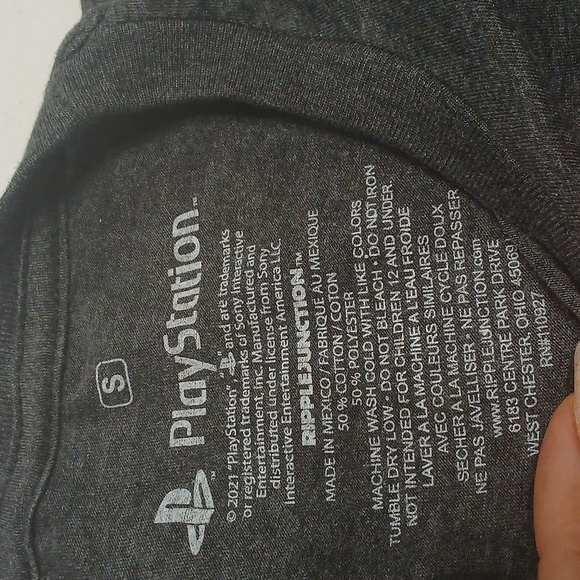 S
PlayStation™
© 2021 "PlayStation", "PS" and are trademarks
or registered trademarks of Sony Interactive
Entertainment, Inc. Manufactured and
distributed under license from Sony
Interactive Entertainment America LLC.
RIPPLEJUNCTION™
MADE IN MEXICO / FABRIQUE AU MEXIQUE
50 % COTTON / COTON
50 % POLYESTER
MACHINE WASH COLD WITH LIKE COLORS
TUMBLE DRY LOW - DO NOT BLEACH - DO NOT IRON
NOT INTENDED FOR CHILDREN 12 AND UNDER.
LAVER A LA MACHINE A L'EAU FROIDE
AVEC COULEURS SIMILAIRES
SECHER A LA MACHINE CYCLE DOUX
NE PAS JAVELLISER - NE PAS REPASSER
www.RIPPLEJUNCTION.com
6183 CENTRE PARK DRIVE
WEST CHESTER, OHIO 45069
RN#110927